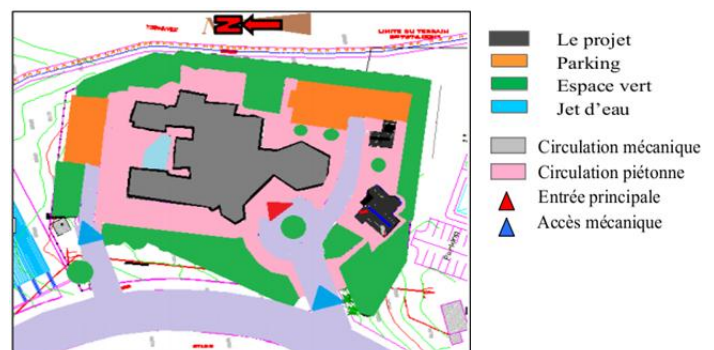 N
LIMITE DU TERRAIN
Le projet
Parking
Espace vert
Jet d'eau
Circulation mécanique
Circulation piétonne
Entrée principale
Accès mécanique